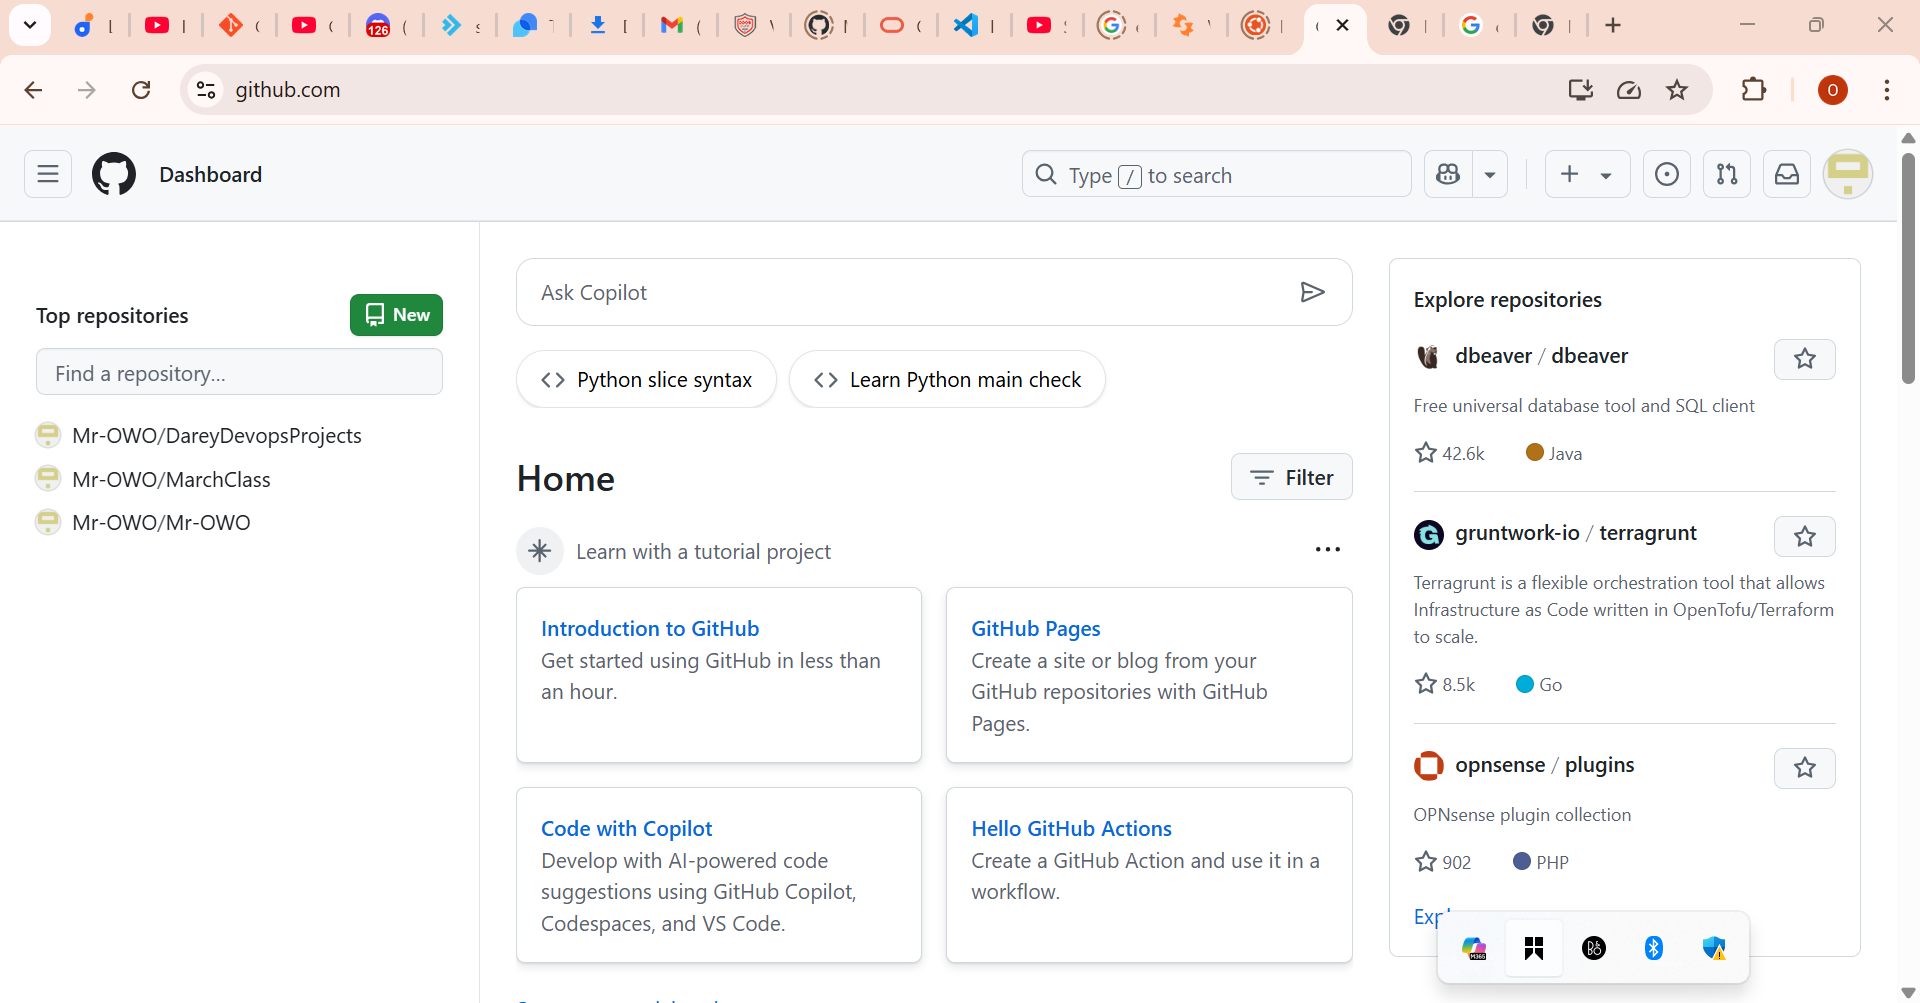 126
github.com
O
Dashboard
Type / to search
Top repositories
New
Find a repository...
Mr-OWO/DareyDevopsProjects
Mr-OWO/MarchClass
Mr-OWO/Mr-OWO
Ask Copilot
Python slice syntax
Learn Python main check
Home
Filter
Learn with a tutorial project
Introduction to GitHub
Get started using GitHub in less than
an hour.
GitHub Pages
Create a site or blog from your
GitHub repositories with GitHub
Pages.
Code with Copilot
Develop with AI-powered code
suggestions using GitHub Copilot,
Codespaces, and VS Code.
Hello GitHub Actions
Create a GitHub Action and use it in a
workflow.
Explore repositories
dbeaver / dbeaver
Free universal database tool and SQL client
42.6k
Java
gruntwork-io / terragrunt
Terragrunt is a flexible orchestration tool that allows
Infrastructure as Code written in OpenTofu/Terraform
to scale.
8.5k
Go
opnsense / plugins
OPNsense plugin collection
902
PHP
M365